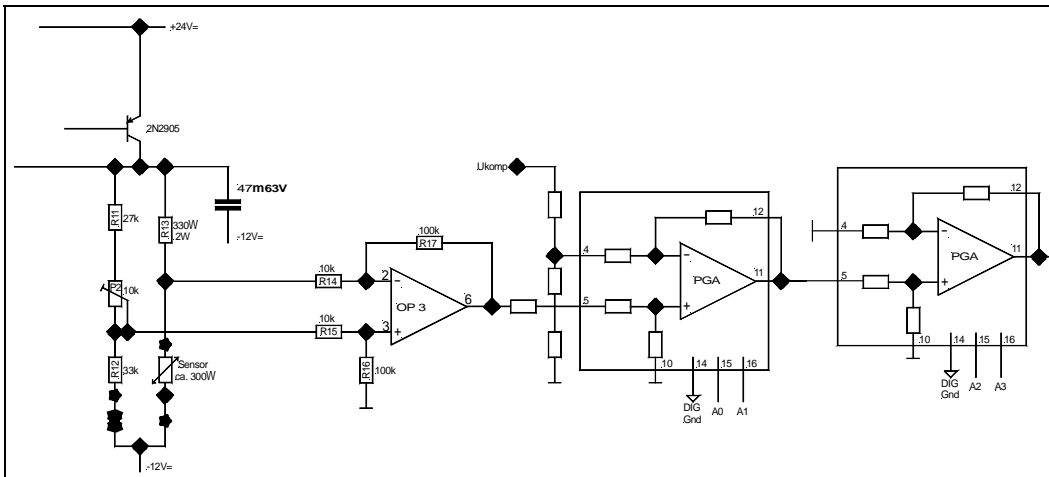 +24V=
2N2905
47m63V
-12V=
R11
27k
R13
330W
2W
P2
10k
R12
33k
Sensor
ca. 300W
-12V=
10k
R14
10k
R15
100k
R17
2
3
6
-
+
OP 3
R16
100k
Ukomp
4
5
12
11
-
+
PGA
10
14
15
16
DIG
Gnd
A0
A1
4
5
12
11
-
+
PGA
10
14
15
16
DIG
Gnd
A2
A3